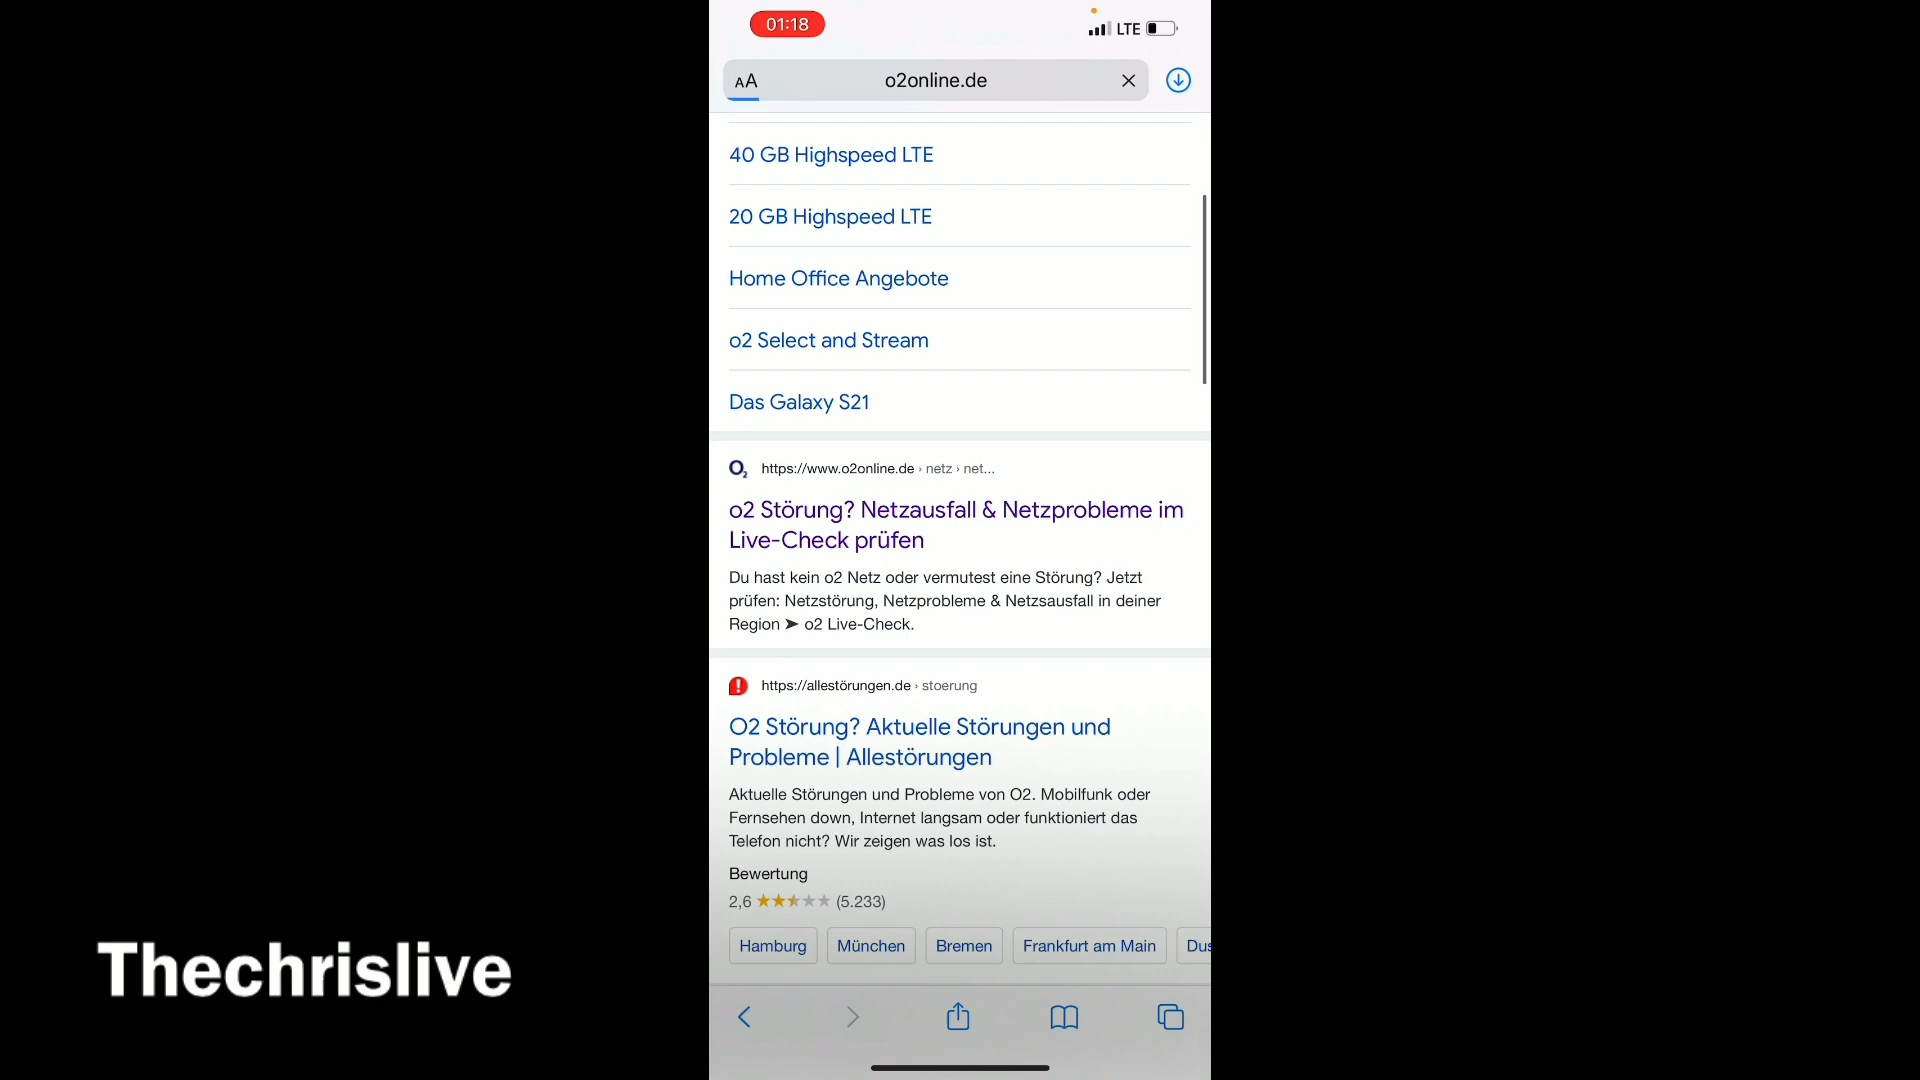 01:18
LTE
AA
o2online.de
40 GB Highspeed LTE
20 GB Highspeed LTE
Home Office Angebote
o2 Select and Stream
Das Galaxy S21
O2
https://www.o2online.de › netz › net...
o2 Störung? Netzausfall & Netzprobleme im
Live-Check prüfen
Du hast kein o2 Netz oder vermutest eine Störung? Jetzt
prüfen: Netzstörung, Netzprobleme & Netzsausfall in deiner
Region ➤ o2 Live-Check.
https://allestörungen.de › stoerung
O2 Störung? Aktuelle Störungen und
Probleme | Allestörungen
Aktuelle Störungen und Probleme von O2. Mobilfunk oder
Fernsehen down, Internet langsam oder funktioniert das
Telefon nicht? Wir zeigen was los ist.
Bewertung
2,6 ★★★★★ (5.233)
Hamburg München Bremen Frankfurt am Main Dus
Thechrislive